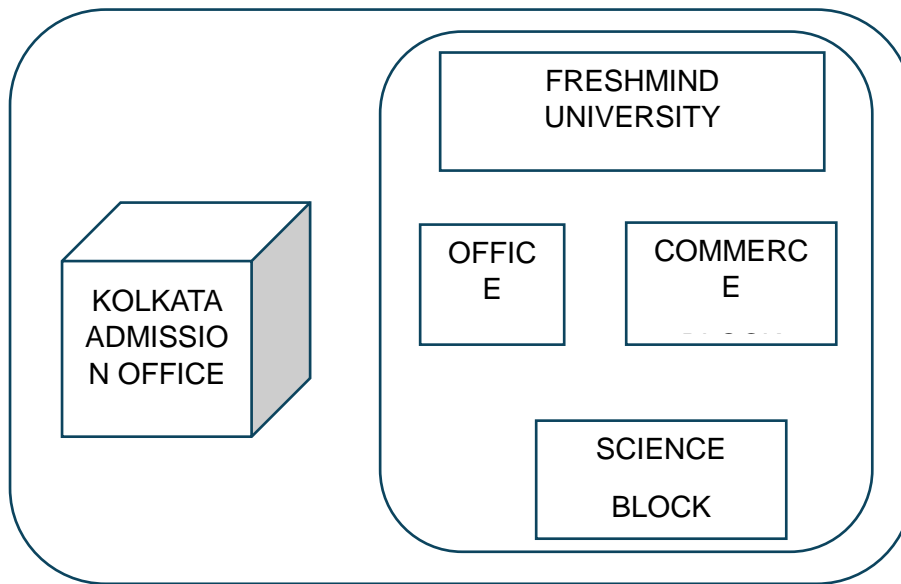 FRESHMIND
UNIVERSITY
OFFIC
E
COMMERC
E
KOLKATA
ADMISSIO
N OFFICE
SCIENCE
BLOCK